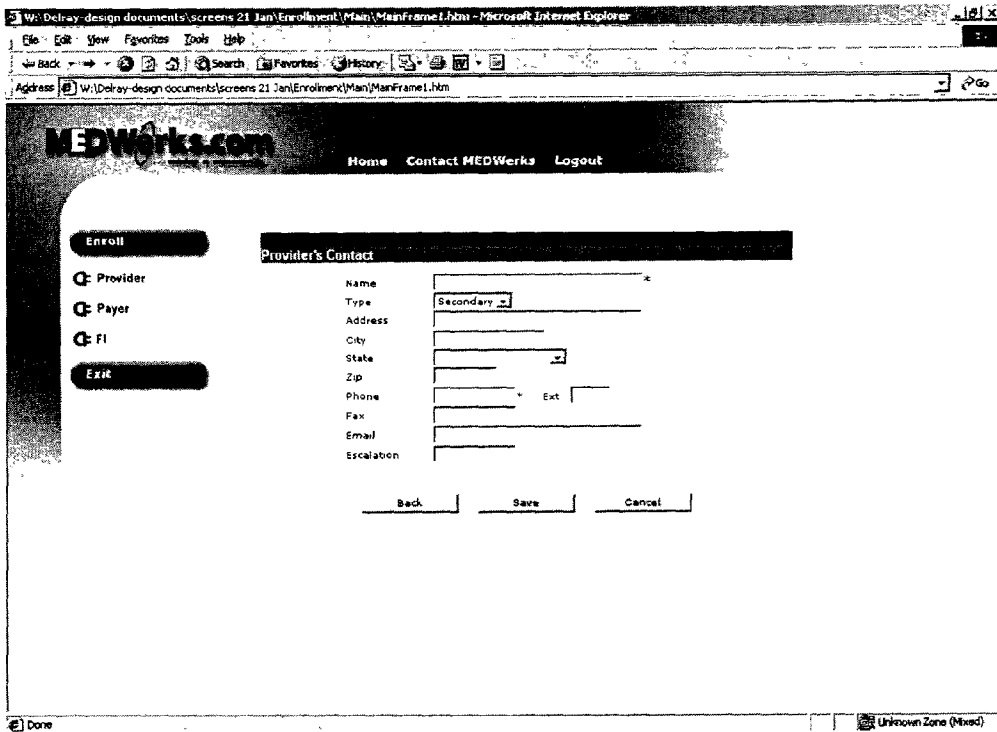 W:\Delray-design documents\screens 21 Jan\Enrollment\Main\MainFrame1.htm - Microsoft Internet Explorer
File Edit View Favorites Tools Help
Back Search Favorites History
Address W:\Delray-design documents\screens 21 Jan\Enrollment\Main\MainFrame1.htm Go
MEDWerks.com
Home Contact MEDWerks Logout
Enroll
Provider's Contact
Provider
Payer
FI
Exit
Name *
Type Secondary
Address
City
State
Zip
Phone * Ext
Fax
Email
Escalation
Back Save Cancel
Done Unknown Zone (Mixed)